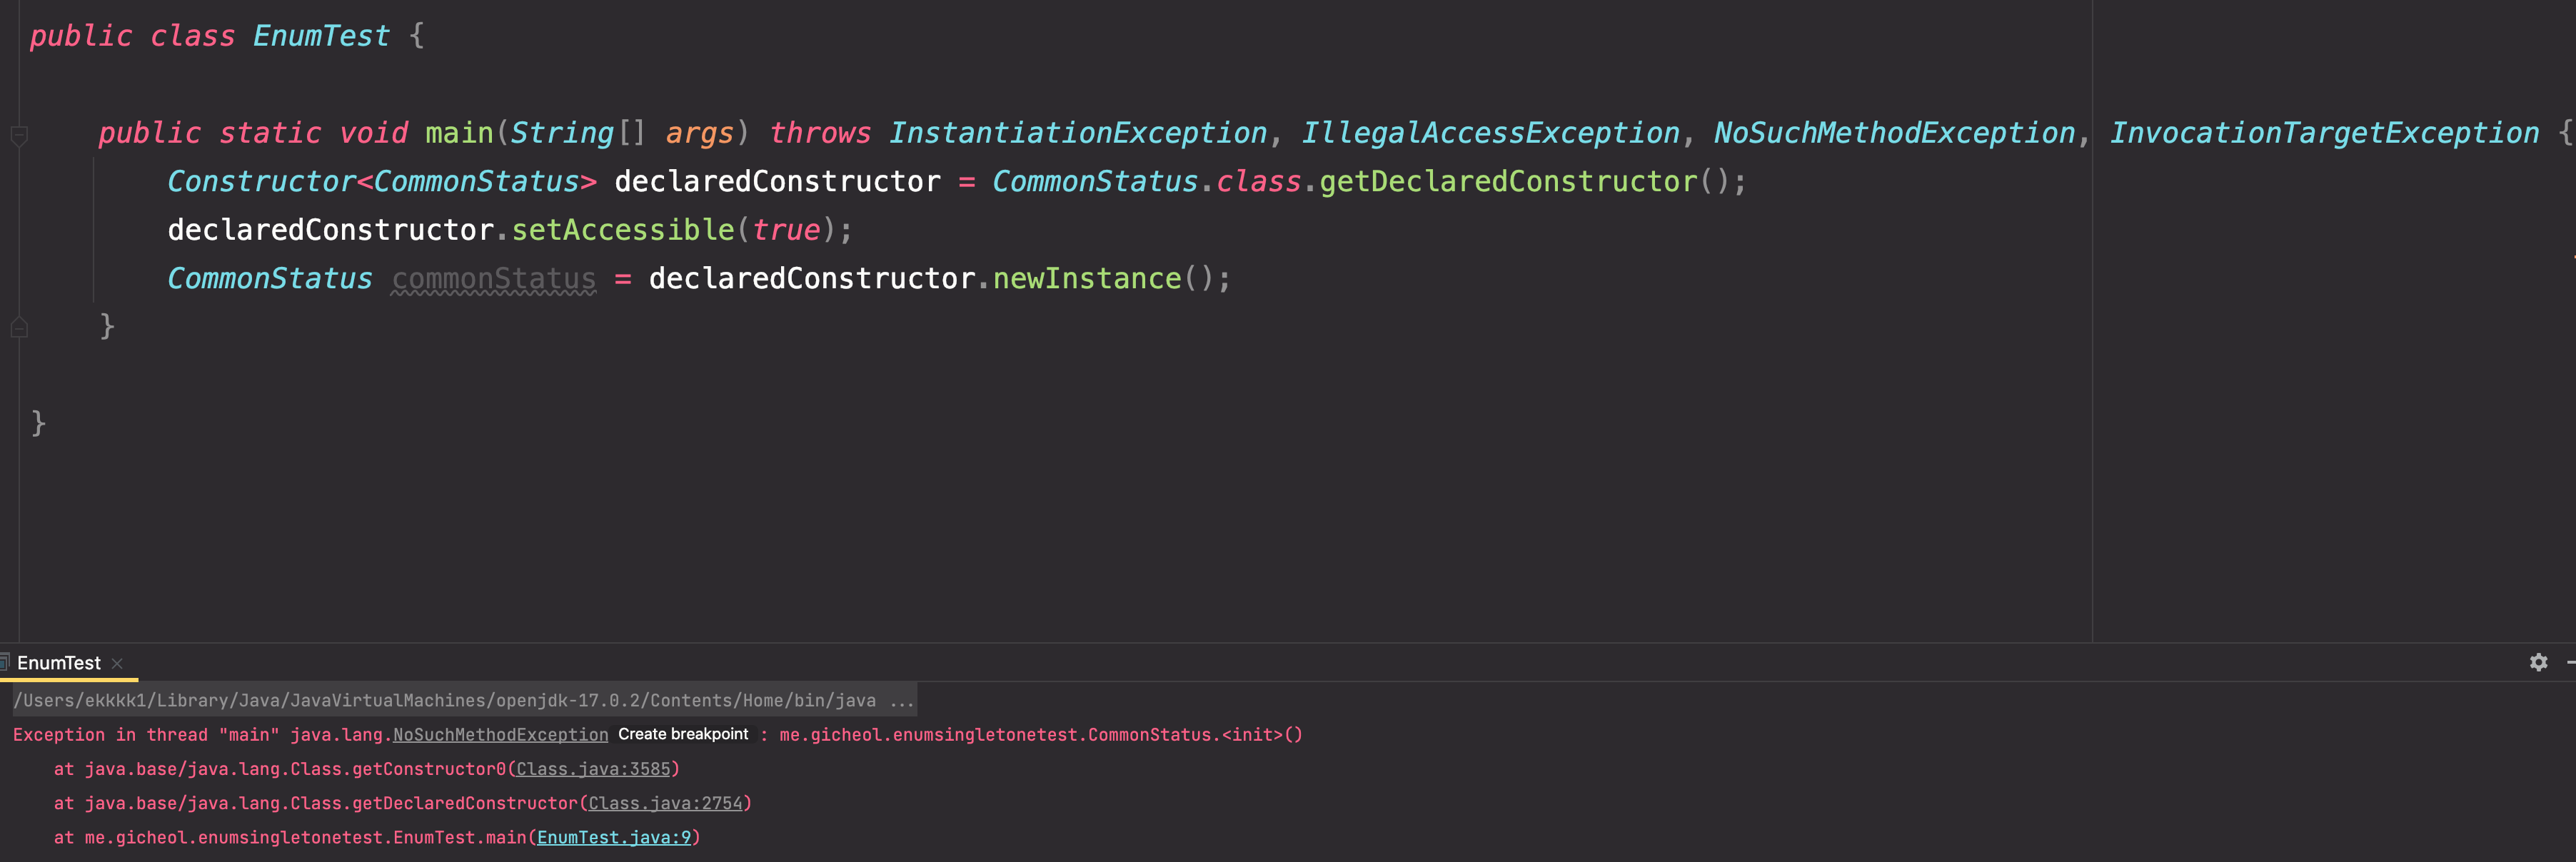 public class EnumTest {
public static void main(String[] args) throws InstantiationException, IllegalAccessException, NoSuchMethodException, InvocationTargetException {
Constructor<CommonStatus> declaredConstructor = CommonStatus.class.getDeclaredConstructor();
declaredConstructor.setAccessible(true);
CommonStatus commonStatus = declaredConstructor.newInstance();
}
}
EnumTest
/Users/ekkkk1/Library/Java/JavaVirtualMachines/openjdk-17.0.2/Contents/Home/bin/java ...
Exception in thread "main" java.lang.NoSuchMethodException Create breakpoint : me.gicheol.enumsingletonetest.CommonStatus.<init>()
at java.base/java.lang.Class.getConstructor0(Class.java:3585)
at java.base/java.lang.Class.getDeclaredConstructor(Class.java:2754)
at me.gicheol.enumsingletonetest.EnumTest.main(EnumTest.java:9)